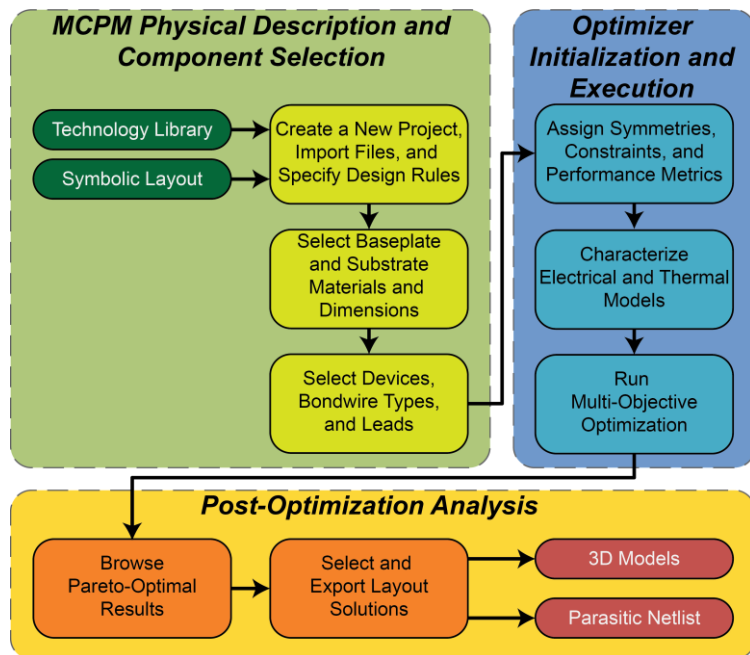 MCPM Physical Description and
Component Selection
Technology Library
Symbolic Layout
Create a New Project,
Import Files, and
Specify Design Rules
Select Baseplate
and Substrate
Materials and
Dimensions
Select Devices,
Bondwire Types,
and Leads
Optimizer
Initialization and
Execution
Assign Symmetries,
Constraints, and
Performance Metrics
Characterize
Electrical and Thermal
Models
Run
Multi-Objective
Optimization
Post-Optimization Analysis
Browse
Pareto-Optimal
Results
Select and
Export Layout
Solutions
3D Models
Parasitic Netlist